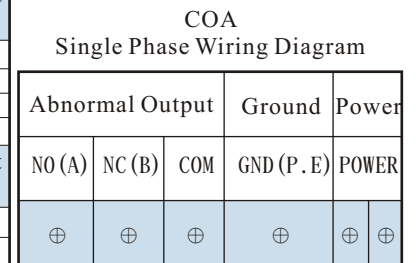 COA
Single Phase Wiring Diagram
Abnormal Output Ground Power
NO(A) NC(B) COM GND(P.E) POWER